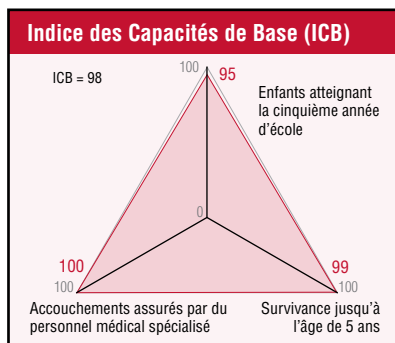 Indice des Capacités de Base (ICB)
ICB = 98
100
95
Enfants atteignant
la cinquième année
d'école
0
100
99
100
100
Accouchements assurés par du
personnel médical spécialisé
Survivance jusqu'à
l'âge de 5 ans